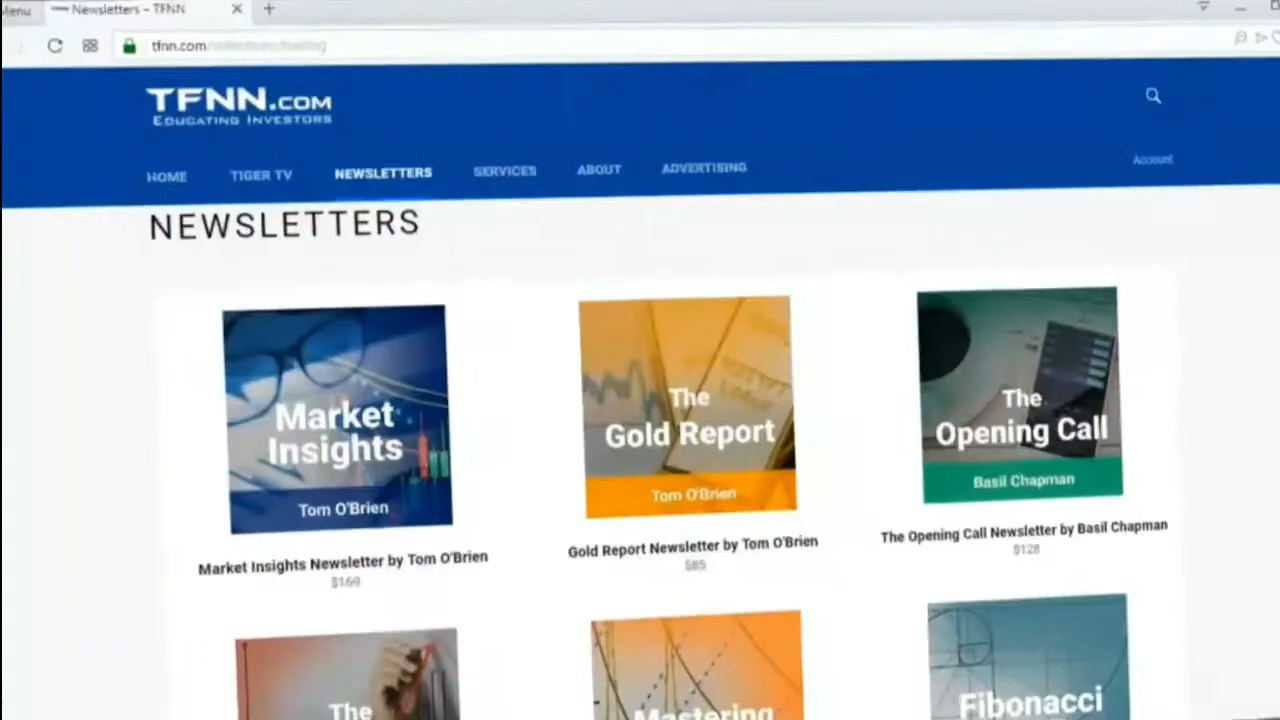 Newsletters – TFNN
tfnn.com
TFNN.COM
EDUCATING INVESTORS
Account
HOME TIGER TV NEWSLETTERS SERVICES ABOUT ADVERTISING
NEWSLETTERS
Market
Insights
Tom O'Brien
Market Insights Newsletter by Tom O'Brien
$169
The
Gold Report
Tom O'Brien
Gold Report Newsletter by Tom O'Brien
$85
The
Opening Call
Basil Chapman
The Opening Call Newsletter by Basil Chapman
$128
The
Mastering
Fibonacci